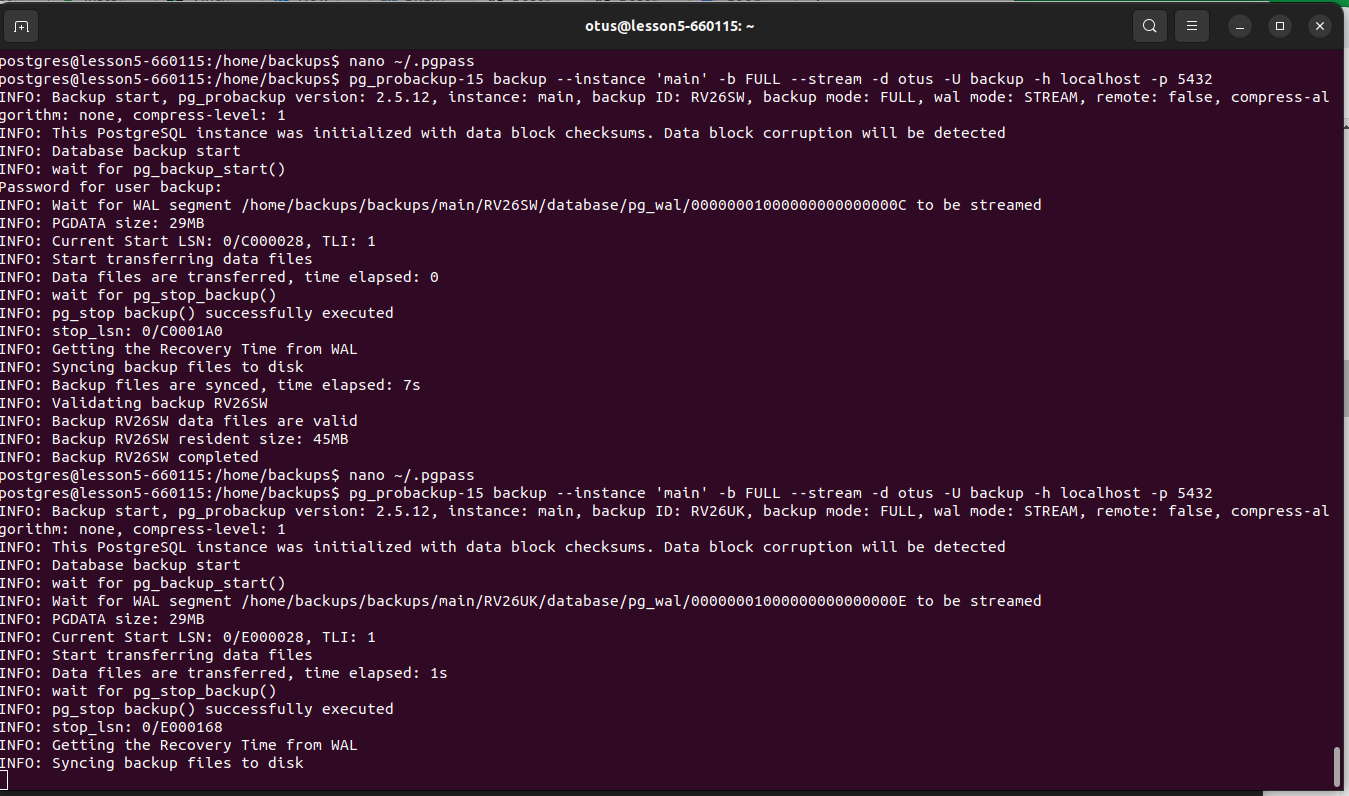 otus@lesson5-660115: ~
postgres@lesson5-660115:/home/backups$ nano ~/.pgpass
postgres@lesson5-660115:/home/backups$ pg_probackup-15 backup --instance 'main' -b FULL --stream -d otus -U backup -h localhost -p 5432
INFO: Backup start, pg_probackup version: 2.5.12, instance: main, backup ID: RV26SW, backup mode: FULL, wal mode: STREAM, remote: false, compress-al
gorithm: none, compress-level: 1
INFO: This PostgreSQL instance was initialized with data block checksums. Data block corruption will be detected
INFO: Database backup start
INFO: wait for pg_backup_start()
Password for user backup:
INFO: Wait for WAL segment /home/backups/backups/main/RV26SW/database/pg_wal/00000001000000000000000C to be streamed
INFO: PGDATA size: 29MB
INFO: Current Start LSN: 0/C000028, TLI: 1
INFO: Start transferring data files
INFO: Data files are transferred, time elapsed: 0
INFO: wait for pg_stop_backup()
INFO: pg_stop backup() successfully executed
INFO: stop_lsn: 0/C0001A0
INFO: Getting the Recovery Time from WAL
INFO: Syncing backup files to disk
INFO: Backup files are synced, time elapsed: 7s
INFO: Validating backup RV26SW
INFO: Backup RV26SW data files are valid
INFO: Backup RV26SW resident size: 45MB
INFO: Backup RV26SW completed
postgres@lesson5-660115:/home/backups$ nano ~/.pgpass
postgres@lesson5-660115:/home/backups$ pg_probackup-15 backup --instance 'main' -b FULL --stream -d otus -U backup -h localhost -p 5432
INFO: Backup start, pg_probackup version: 2.5.12, instance: main, backup ID: RV26UK, backup mode: FULL, wal mode: STREAM, remote: false, compress-al
gorithm: none, compress-level: 1
INFO: This PostgreSQL instance was initialized with data block checksums. Data block corruption will be detected
INFO: Database backup start
INFO: wait for pg_backup_start()
INFO: Wait for WAL segment /home/backups/backups/main/RV26UK/database/pg_wal/00000001000000000000000E to be streamed
INFO: PGDATA size: 29MB
INFO: Current Start LSN: 0/E000028, TLI: 1
INFO: Start transferring data files
INFO: Data files are transferred, time elapsed: 1s
INFO: wait for pg_stop_backup()
INFO: pg_stop backup() successfully executed
INFO: stop_lsn: 0/E000168
INFO: Getting the Recovery Time from WAL
INFO: Syncing backup files to disk